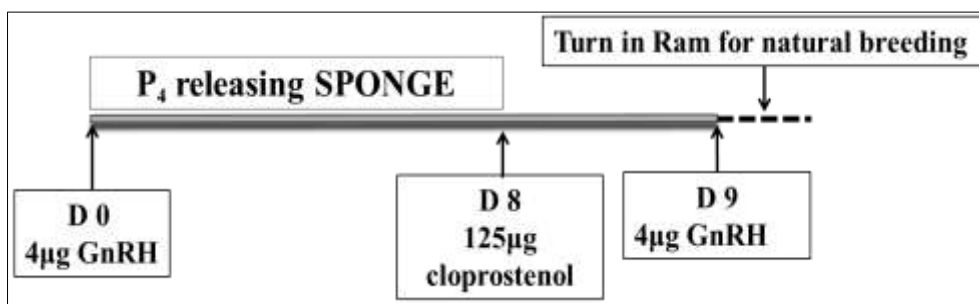 Turn in Ram for natural breeding
P₄ releasing SPONGE
D 0
4μg GnRH
D 8
125μg
cloprostenol
D 9
4μg GnRH